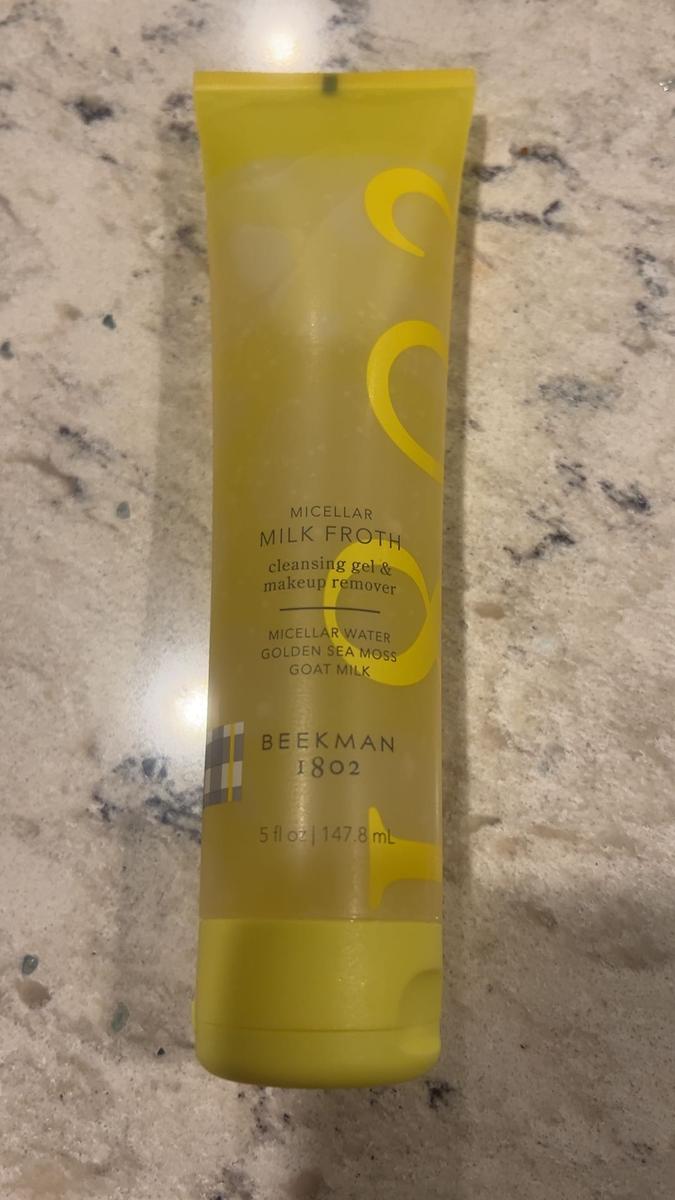 MICELLAR
MILK FROTH
cleansing gel &
makeup remover
MICELLAR WATER
GOLDEN SEA MOSS
GOAT MILK
BEEKMAN
1802
5 fl oz | 147.8 mL
1802